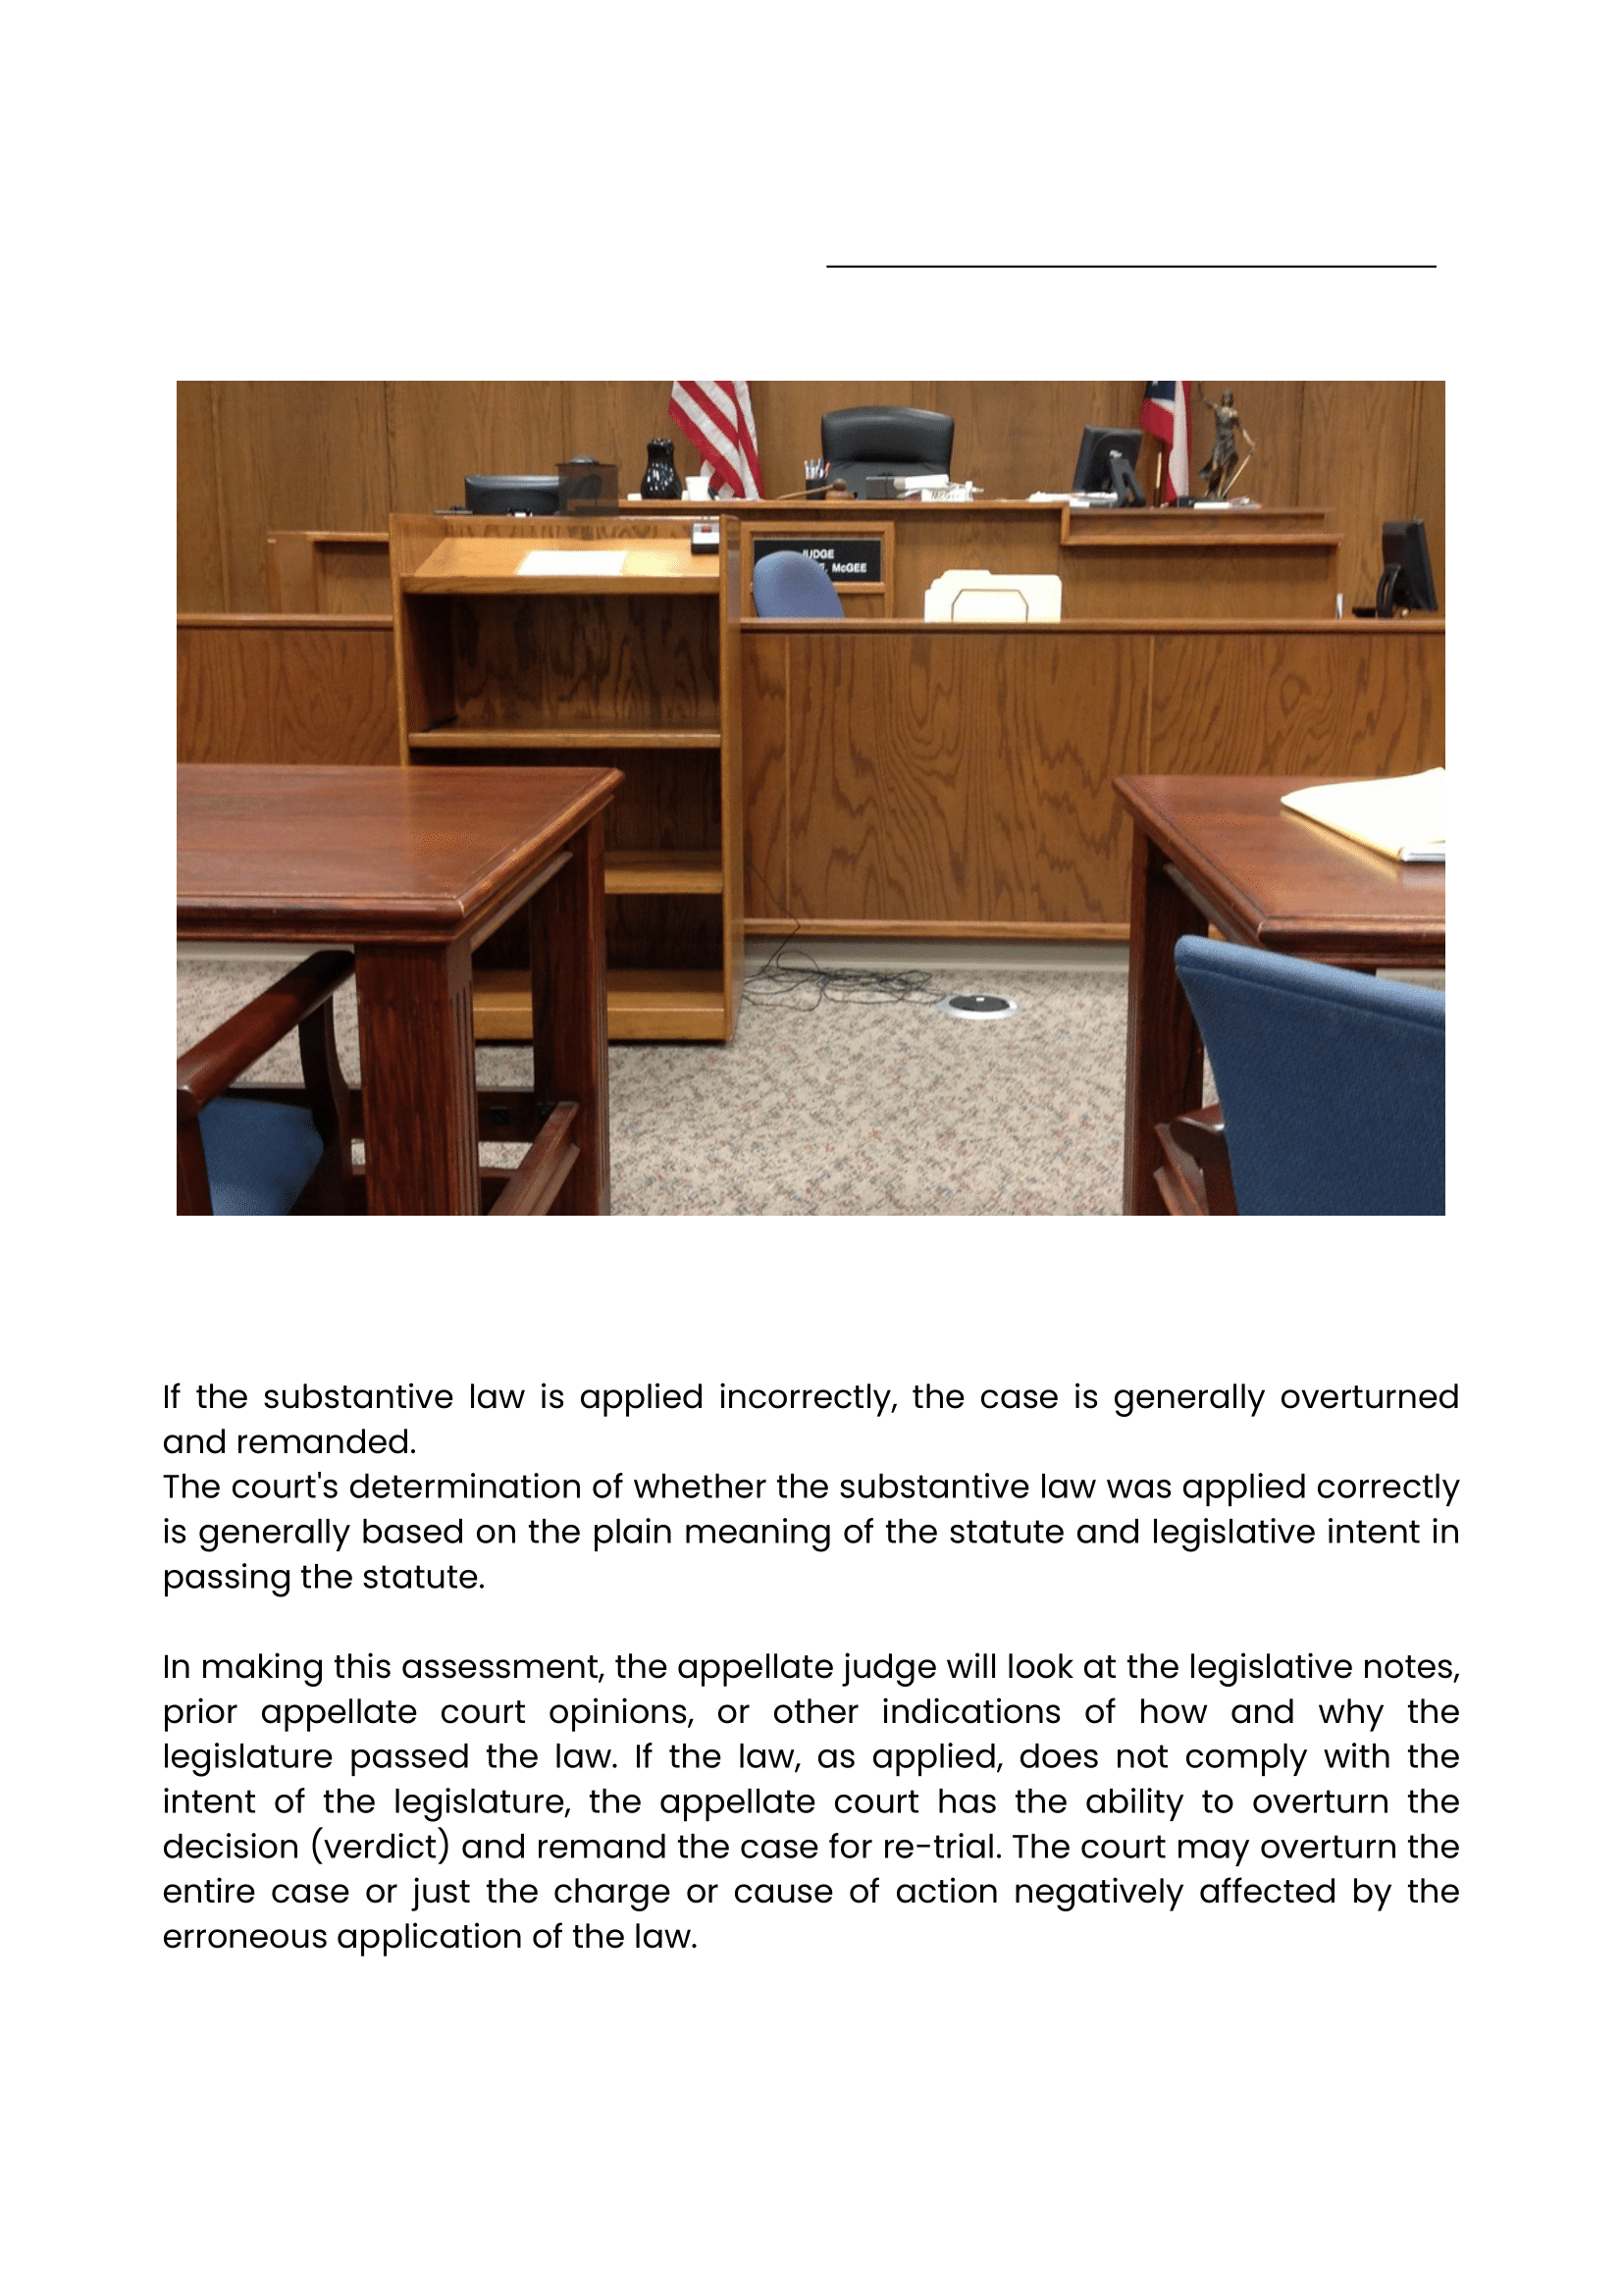 JUDGE
McGEE
If the substantive law is applied incorrectly, the case is generally overturned
and remanded.
The court's determination of whether the substantive law was applied correctly
is generally based on the plain meaning of the statute and legislative intent in
passing the statute.
In making this assessment, the appellate judge will look at the legislative notes,
prior appellate court opinions, or other indications of how and why the
legislature passed the law. If the law, as applied, does not comply with the
intent of the legislature, the appellate court has the ability to overturn the
decision (verdict) and remand the case for re-trial. The court may overturn the
entire case or just the charge or cause of action negatively affected by the
erroneous application of the law.